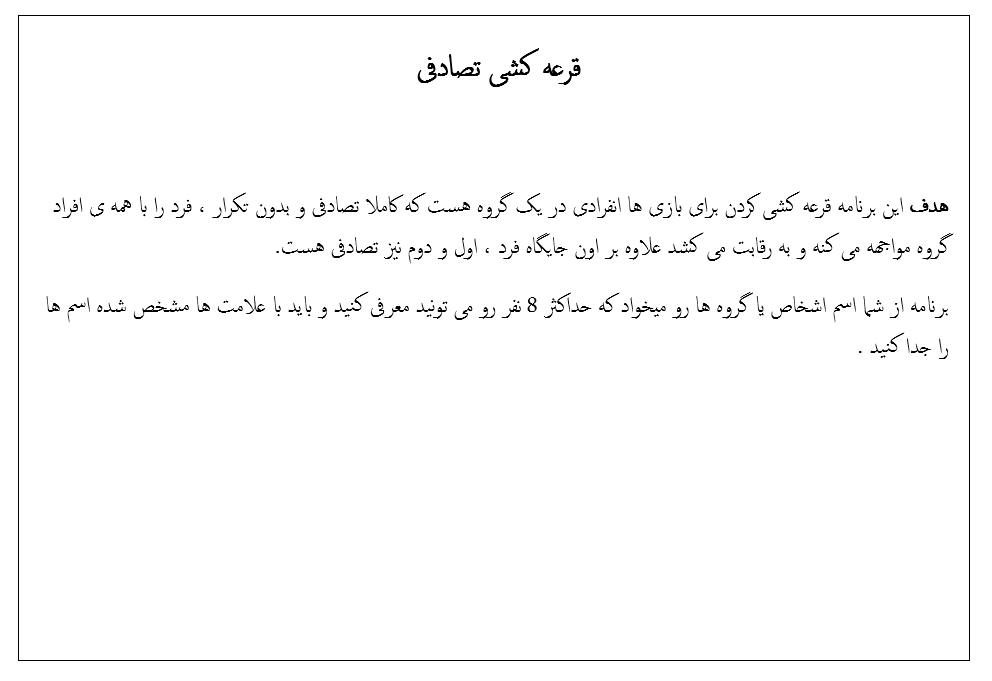 قرعه کشی تصادفی
هدف این برنامه قرعه کشی کردن برای بازی ها انفرادی در یک گروه هست که کاملا تصادفی و بدون تکرار ، فرد را با همه ی افراد
گروه مواجهه می کنه و به رقابت می کشد علاوه بر اون جایگاه فرد ، اول و دوم نیز تصادفی هست.
برنامه از شما اسم اشخاص یا گروه ها رو میخواد که حداکثر 8 نفر رو می تونید معرفی کنید و باید با علامت ها مشخص شده اسم ها
را جدا کنید .